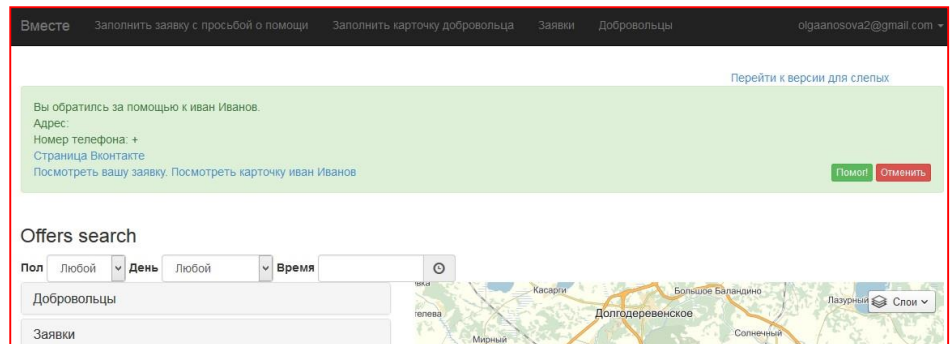 Вместе Заполнить заявку с просьбой о помощи Заполнить карточку добровольца Заявки Добровольцы olgaanosova2@gmail.com
Перейти к версии для слепых
Вы обратилсь за помощью к иван Иванов.
Адрес:
Номер телефона: +
Страница Вконтакте
Посмотреть вашу заявку. Посмотреть карточку иван Иванов Помог! Отменить
Offers search
Пол Любой День Любой Время
Добровольцы
Заявки
Касарги Большое Баландино
Лазурный Слои
Долгодеревенское
Солнечный
Мирный